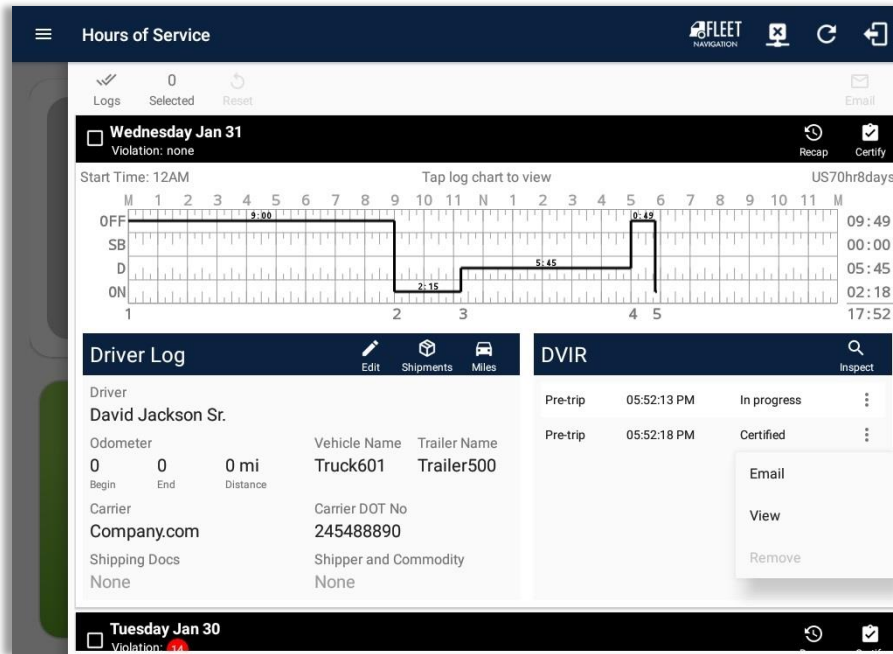 Hours of Service
FLEET
NAVIGATION
0
Logs Selected Reset
Email
Wednesday Jan 31
Violation: none
Recap Certify
Start Time: 12AM Tap log chart to view US70hr8days
M 1 2 3 4 5 6 7 8 9 10 11 N 1 2 3 4 5 6 7 8 9 10 11 M
OFF 9:00 0:49 09:49
SB 00:00
D 5:45 05:45
ON 2:15 02:18
1 2 3 4 5 17:52
Driver Log
Edit Shipments Miles
DVIR
Inspect
Driver
David Jackson Sr.
Odometer Vehicle Name Trailer Name
0 0 0 mi Truck601 Trailer500
Begin End Distance
Carrier Carrier DOT No
Company.com 245488890
Shipping Docs Shipper and Commodity
None None
Pre-trip 05:52:13 PM In progress
Pre-trip 05:52:18 PM Certified
Email
View
Remove
Tuesday Jan 30
Violation: 14